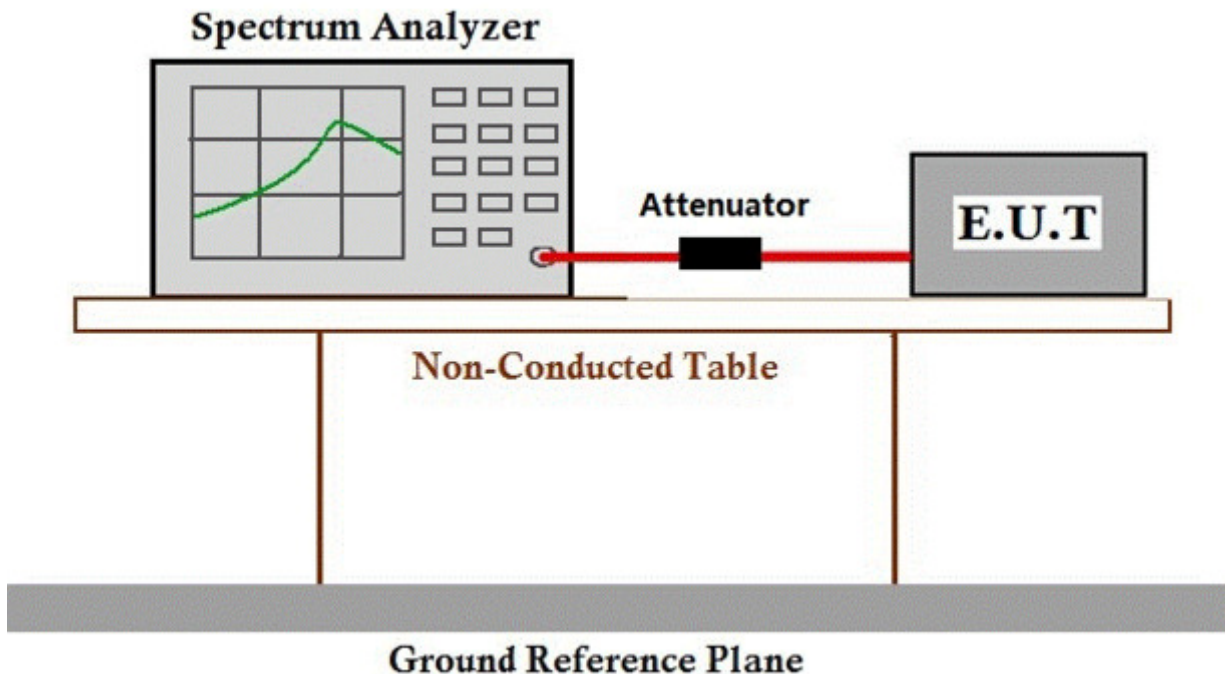 Spectrum Analyzer
Attenuator
E.U.T
Non-Conducted Table
Ground Reference Plane